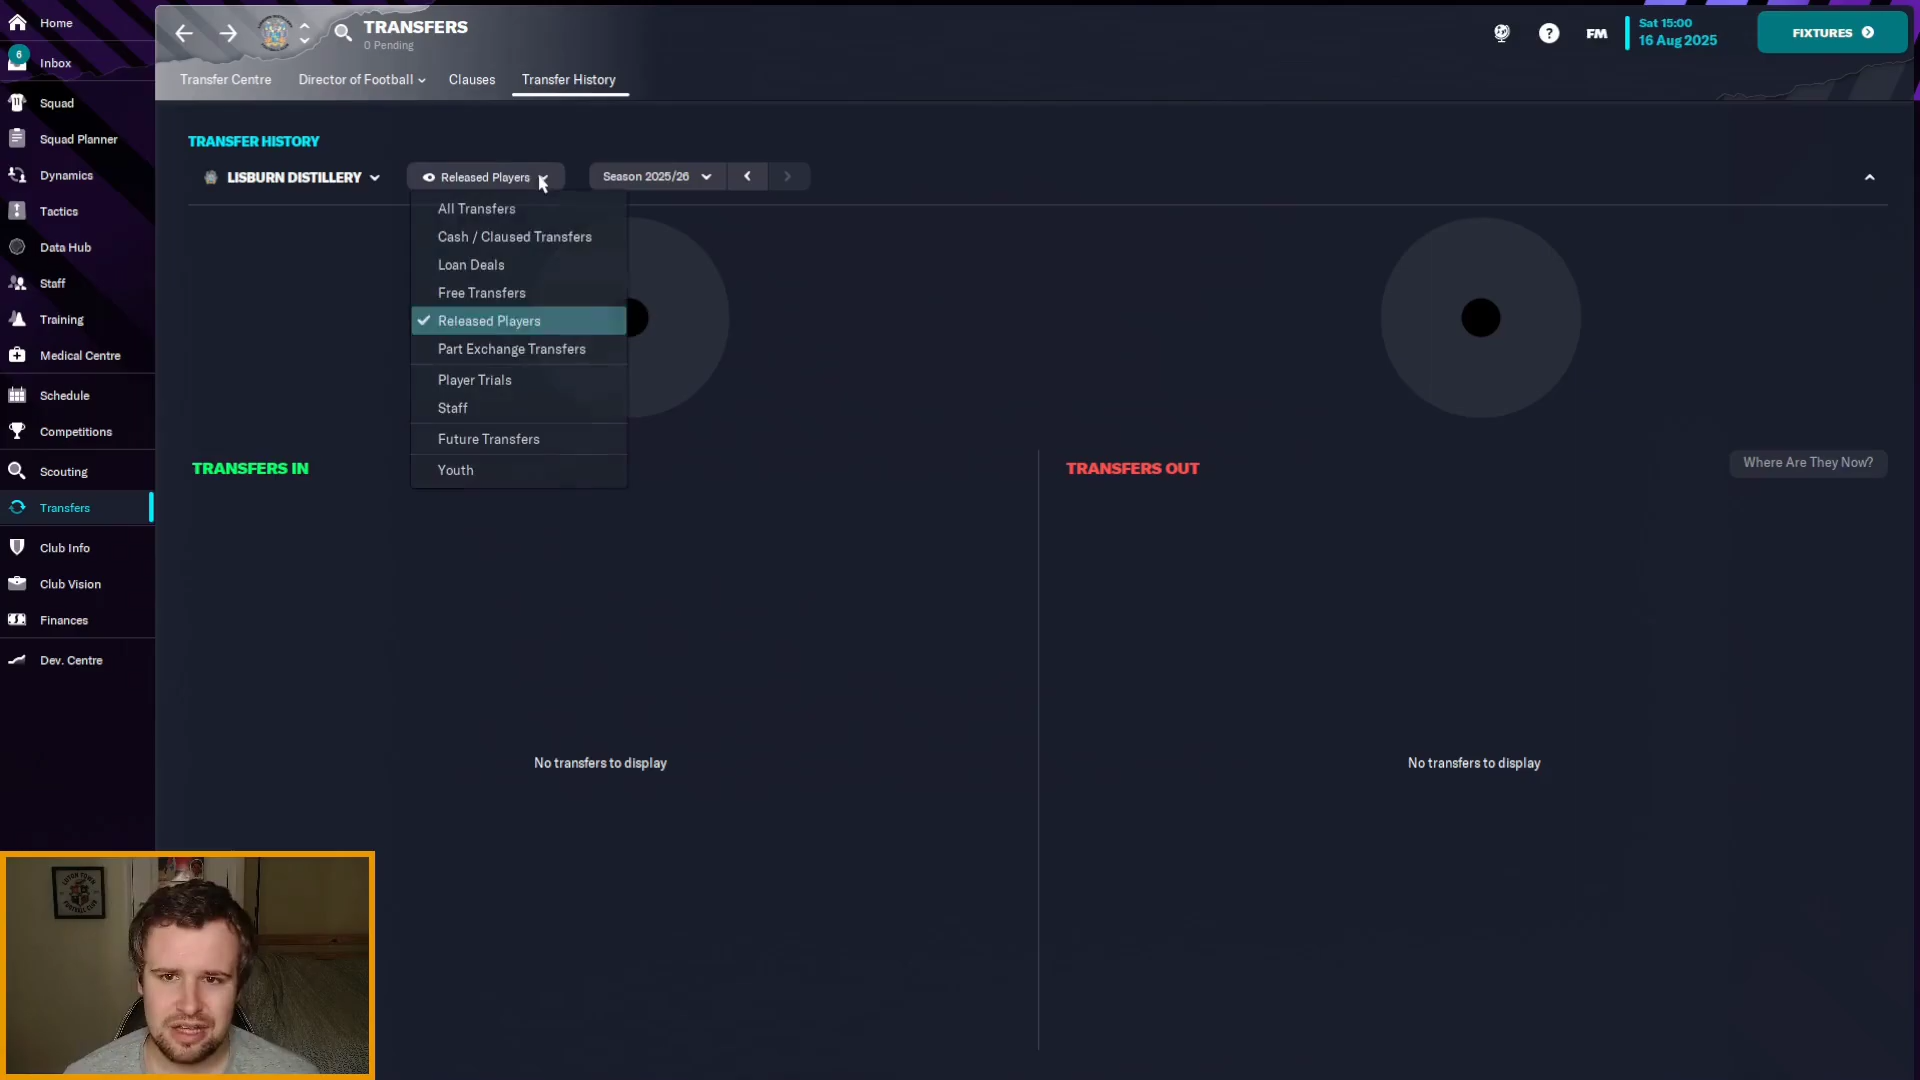 Home
TRANSFERS
0 Pending
FM
Sat 15:00
16 Aug 2025
FIXTURES
6
Inbox
Transfer Centre
Director of Football
Clauses
Transfer History
Squad
Squad Planner
Dynamics
Tactics
Data Hub
Staff
Training
Medical Centre
Schedule
Competitions
Scouting
Transfers
Club Info
Club Vision
Finances
Dev. Centre
TRANSFER HISTORY
LISBURN DISTILLERY
Released Players
Season 2025/26
All Transfers
Cash / Claused Transfers
Loan Deals
Free Transfers
Released Players
Part Exchange Transfers
Player Trials
Staff
Future Transfers
Youth
TRANSFERS IN
TRANSFERS OUT
Where Are They Now?
No transfers to display
No transfers to display
LUTON TOWN
FOOTBALL CLUB